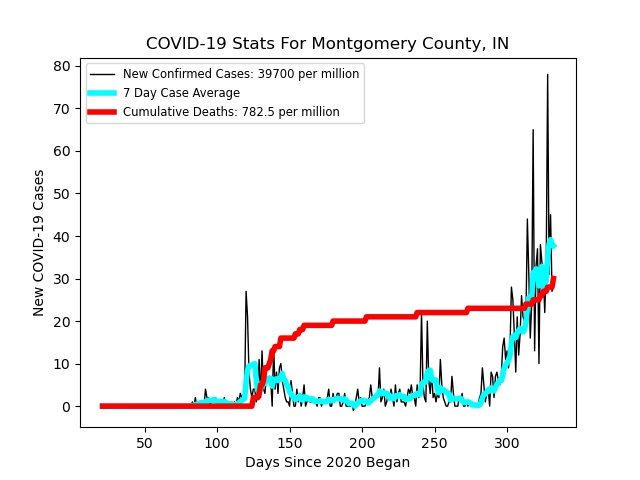 COVID-19 Stats For Montgomery County, IN
New Confirmed Cases: 39700 per million
7 Day Case Average
Cumulative Deaths: 782.5 per million
New COVID-19 Cases
80
70
60
50
40
30
20
10
0
50
100
150
200
250
300
Days Since 2020 Began